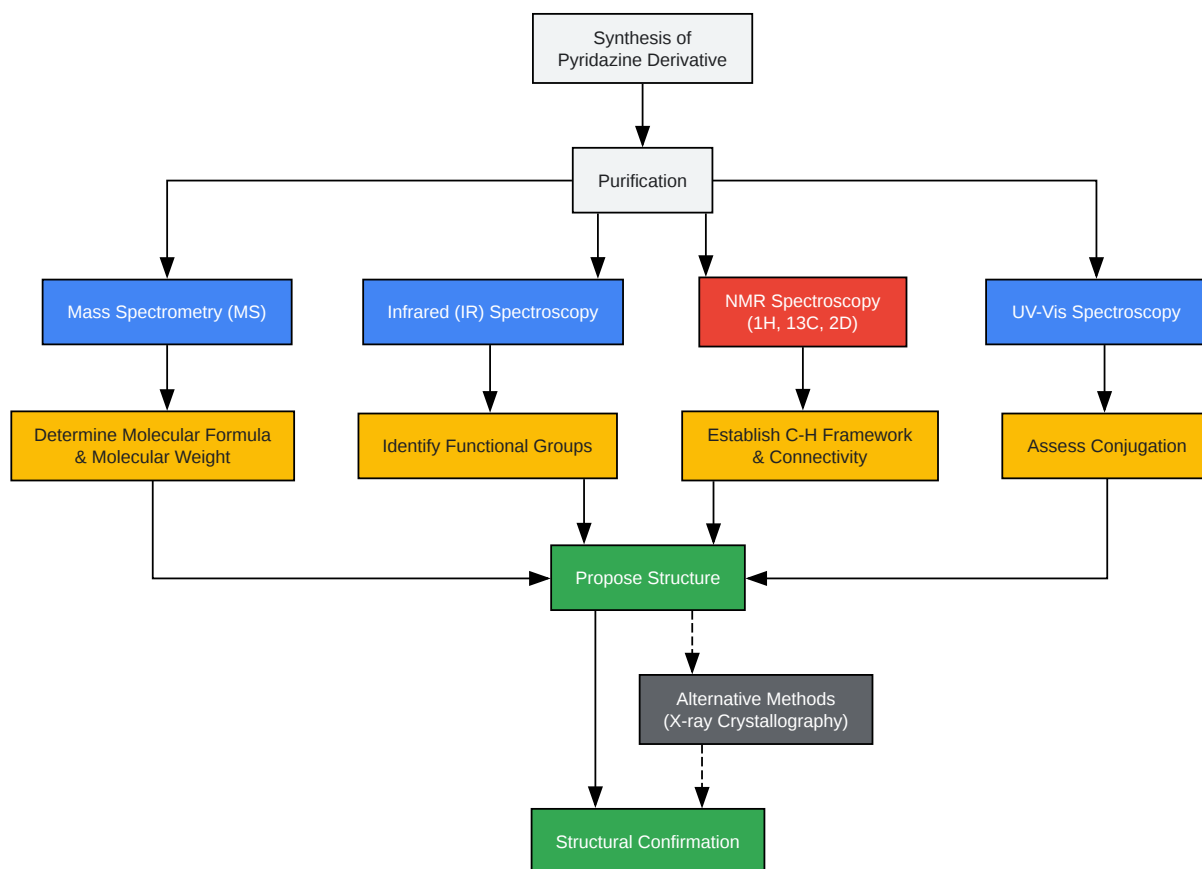 Synthesis of
Pyridazine Derivative
Purification
Mass Spectrometry (MS)
Infrared (IR) Spectroscopy
NMR Spectroscopy
(1H, 13C, 2D)
UV-Vis Spectroscopy
Determine Molecular Formula
& Molecular Weight
Identify Functional Groups
Establish C-H Framework
& Connectivity
Assess Conjugation
Propose Structure
Alternative Methods
(X-ray Crystallography)
Structural Confirmation